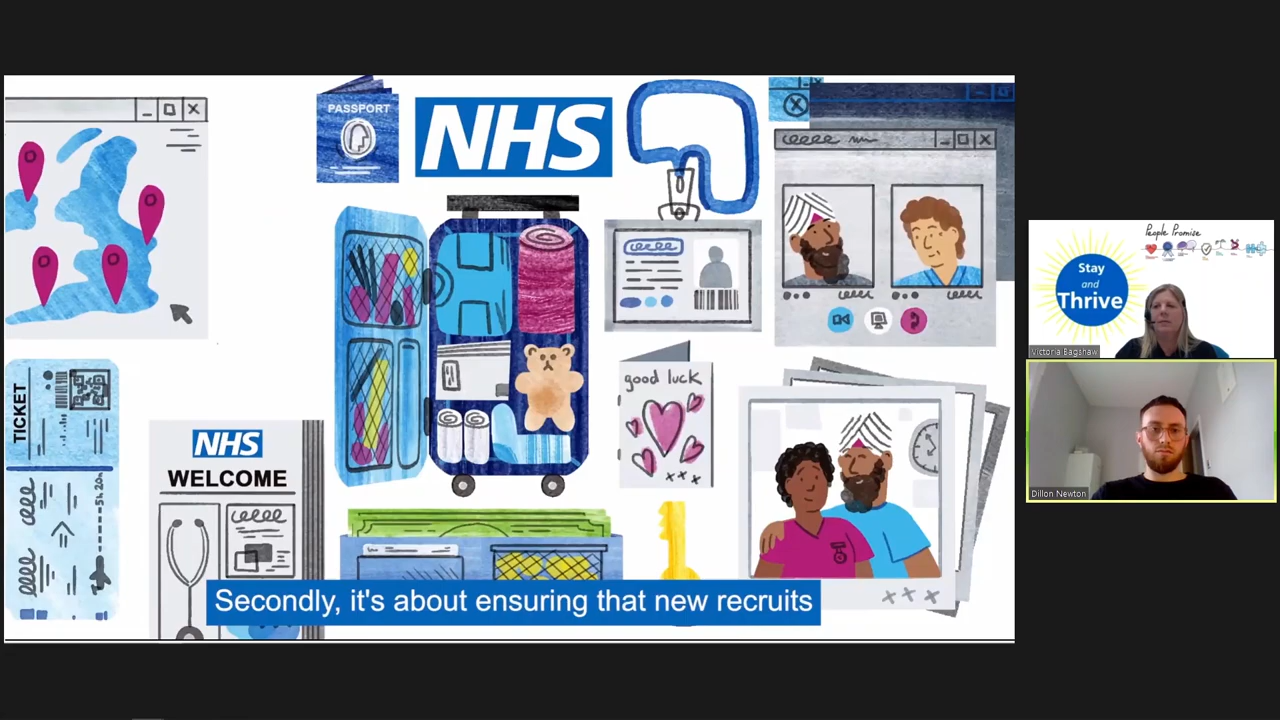 PASSPORT
NHS
TICKET
NHS
WELCOME
good luck
Secondly, it's about ensuring that new recruits
People Promise
Stay
and
Thrive
Victoria Bagshaw
Dillon Newton